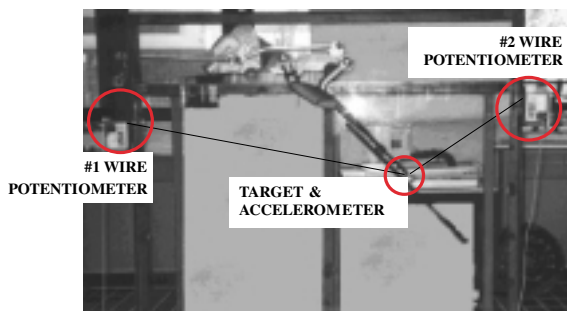 #2 WIRE
POTENTIOMETER
#1 WIRE
POTENTIOMETER
TARGET &
ACCELEROMETER